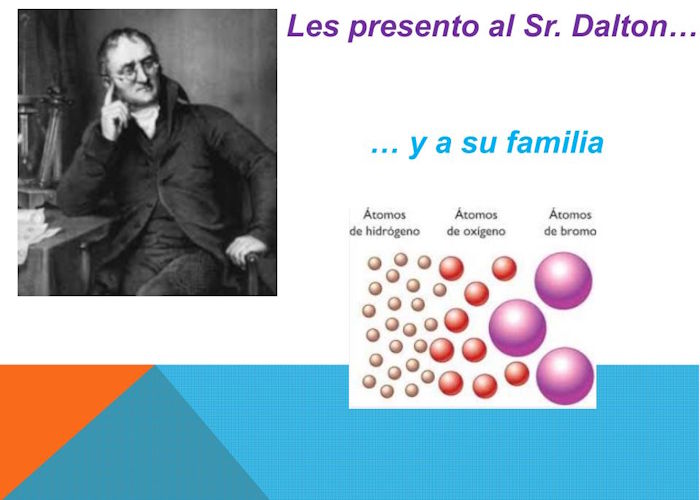 Les presento al Sr. Dalton...
... y a su familia
Átomos de hidrógeno
Átomos de oxígeno
Átomos de bromo